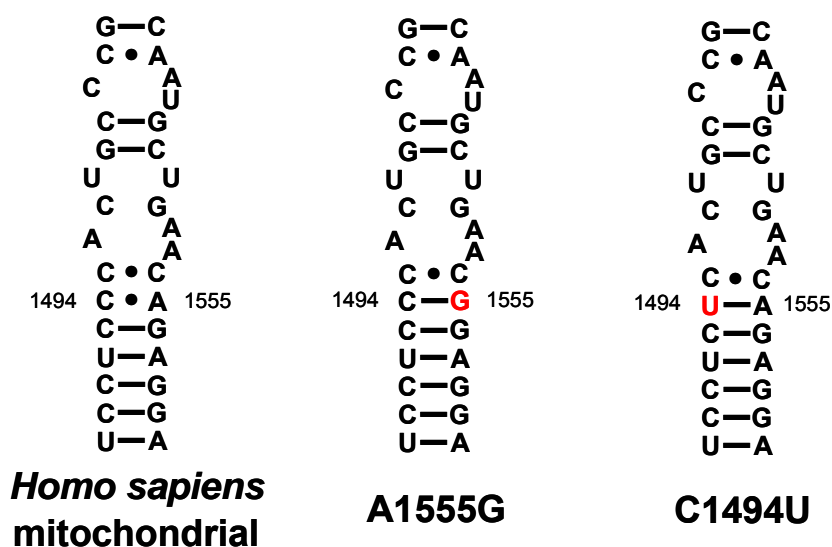 G—C
C • A
A
C
U
C—G
G—C
U U
C G
A
A
A
C • C
1494 C • A 1555
C—G
U—A
C—G
C—G
U—A
Homo sapiens
mitochondrial
G—C
C • A
A
C
U
C—G
G—C
U U
C G
A
A
A
C • C
1494 C—G 1555
C—G
U—A
C—G
C—G
U—A
A1555G
G—C
C • A
A
C
U
C—G
G—C
U U
C G
A
A
A
C • C
1494 U—A 1555
C—G
U—A
C—G
C—G
U—A
C1494U